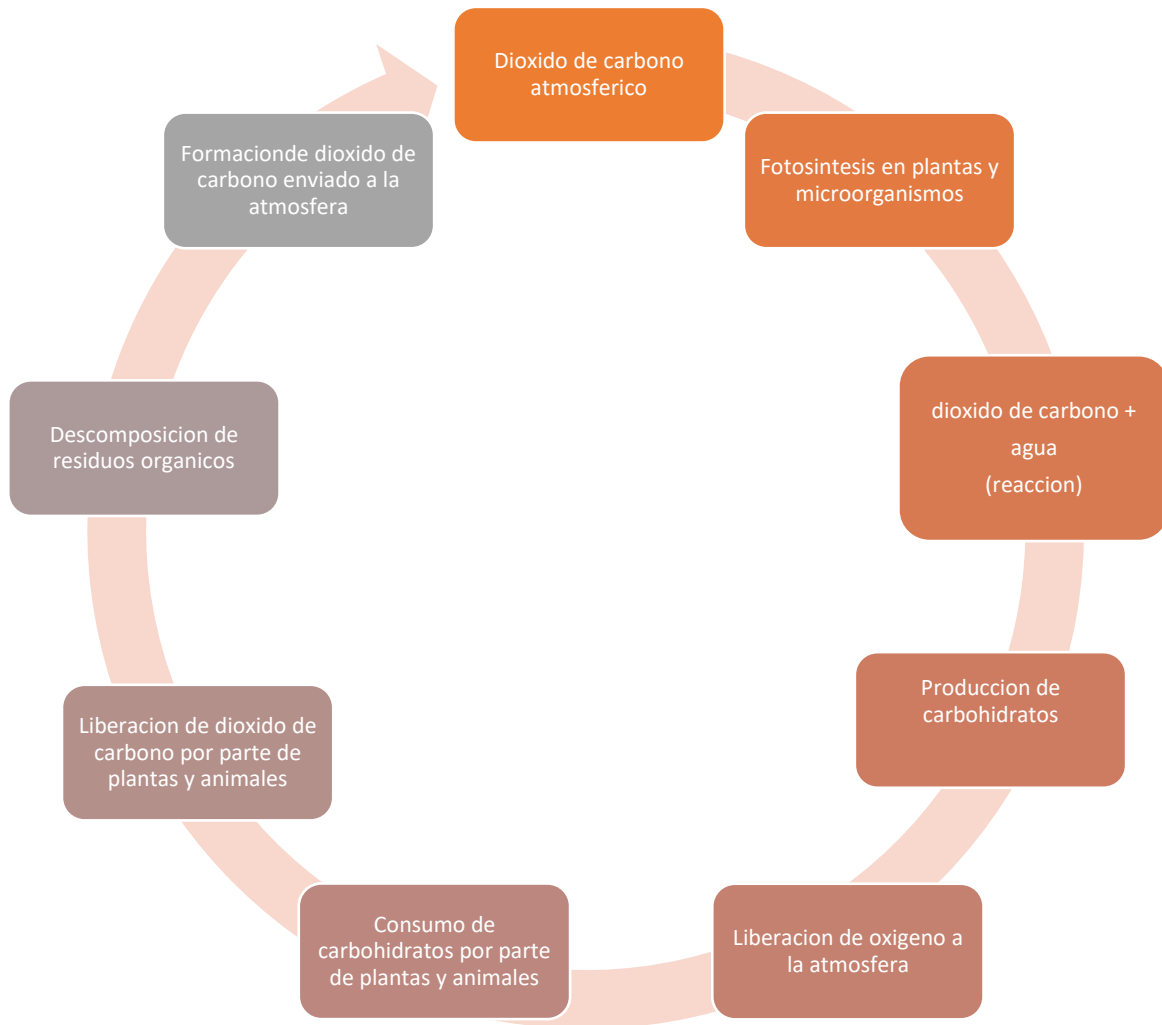 Dioxido de carbono
atmosferico
Fotosintesis en plantas y
microorganismos
dioxido de carbono +
agua
(reaccion)
Produccion de
carbohidratos
Liberacion de oxigeno a
la atmosfera
Consumo de
carbohidratos por parte
de plantas y animales
Liberacion de dioxido de
carbono por parte de
plantas y animales
Descomposicion de
residuos organicos
Formacionde dioxido de
carbono enviado a la
atmosfera